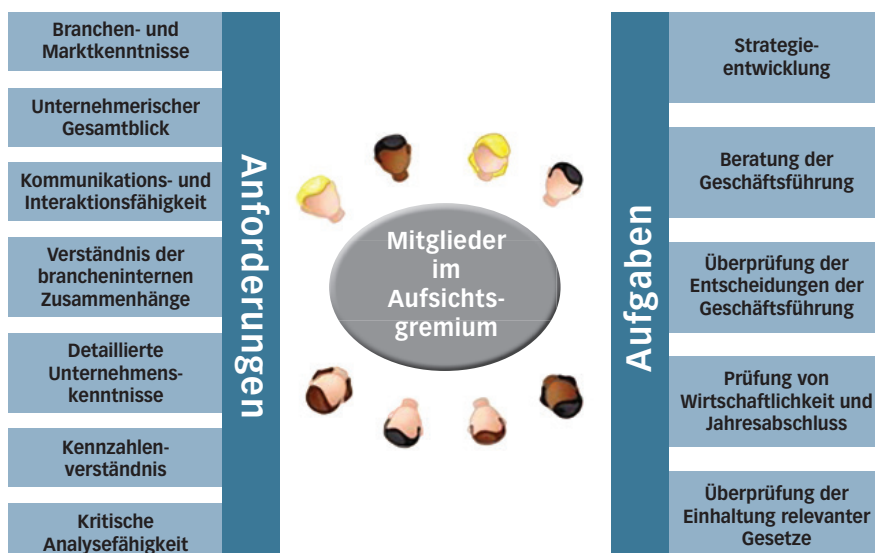 Branchen- und
Marktkenntnisse
Unternehmerischer
Gesamtblick
Kommunikations- und
Interaktionsfähigkeit
Verständnis der
brancheninternen
Zusammenhänge
Detaillierte
Unternehmens-
kenntnisse
Kennzahlen-
verständnis
Kritische
Analysefähigkeit
Anforderungen
Mitglieder
im
Aufsichts-
gremium
Aufgaben
Strategie-
entwicklung
Beratung der
Geschäftsführung
Überprüfung der
Entscheidungen der
Geschäftsführung
Prüfung von
Wirtschaftlichkeit und
Jahresabschluss
Überprüfung der
Einhaltung relevanter
Gesetze